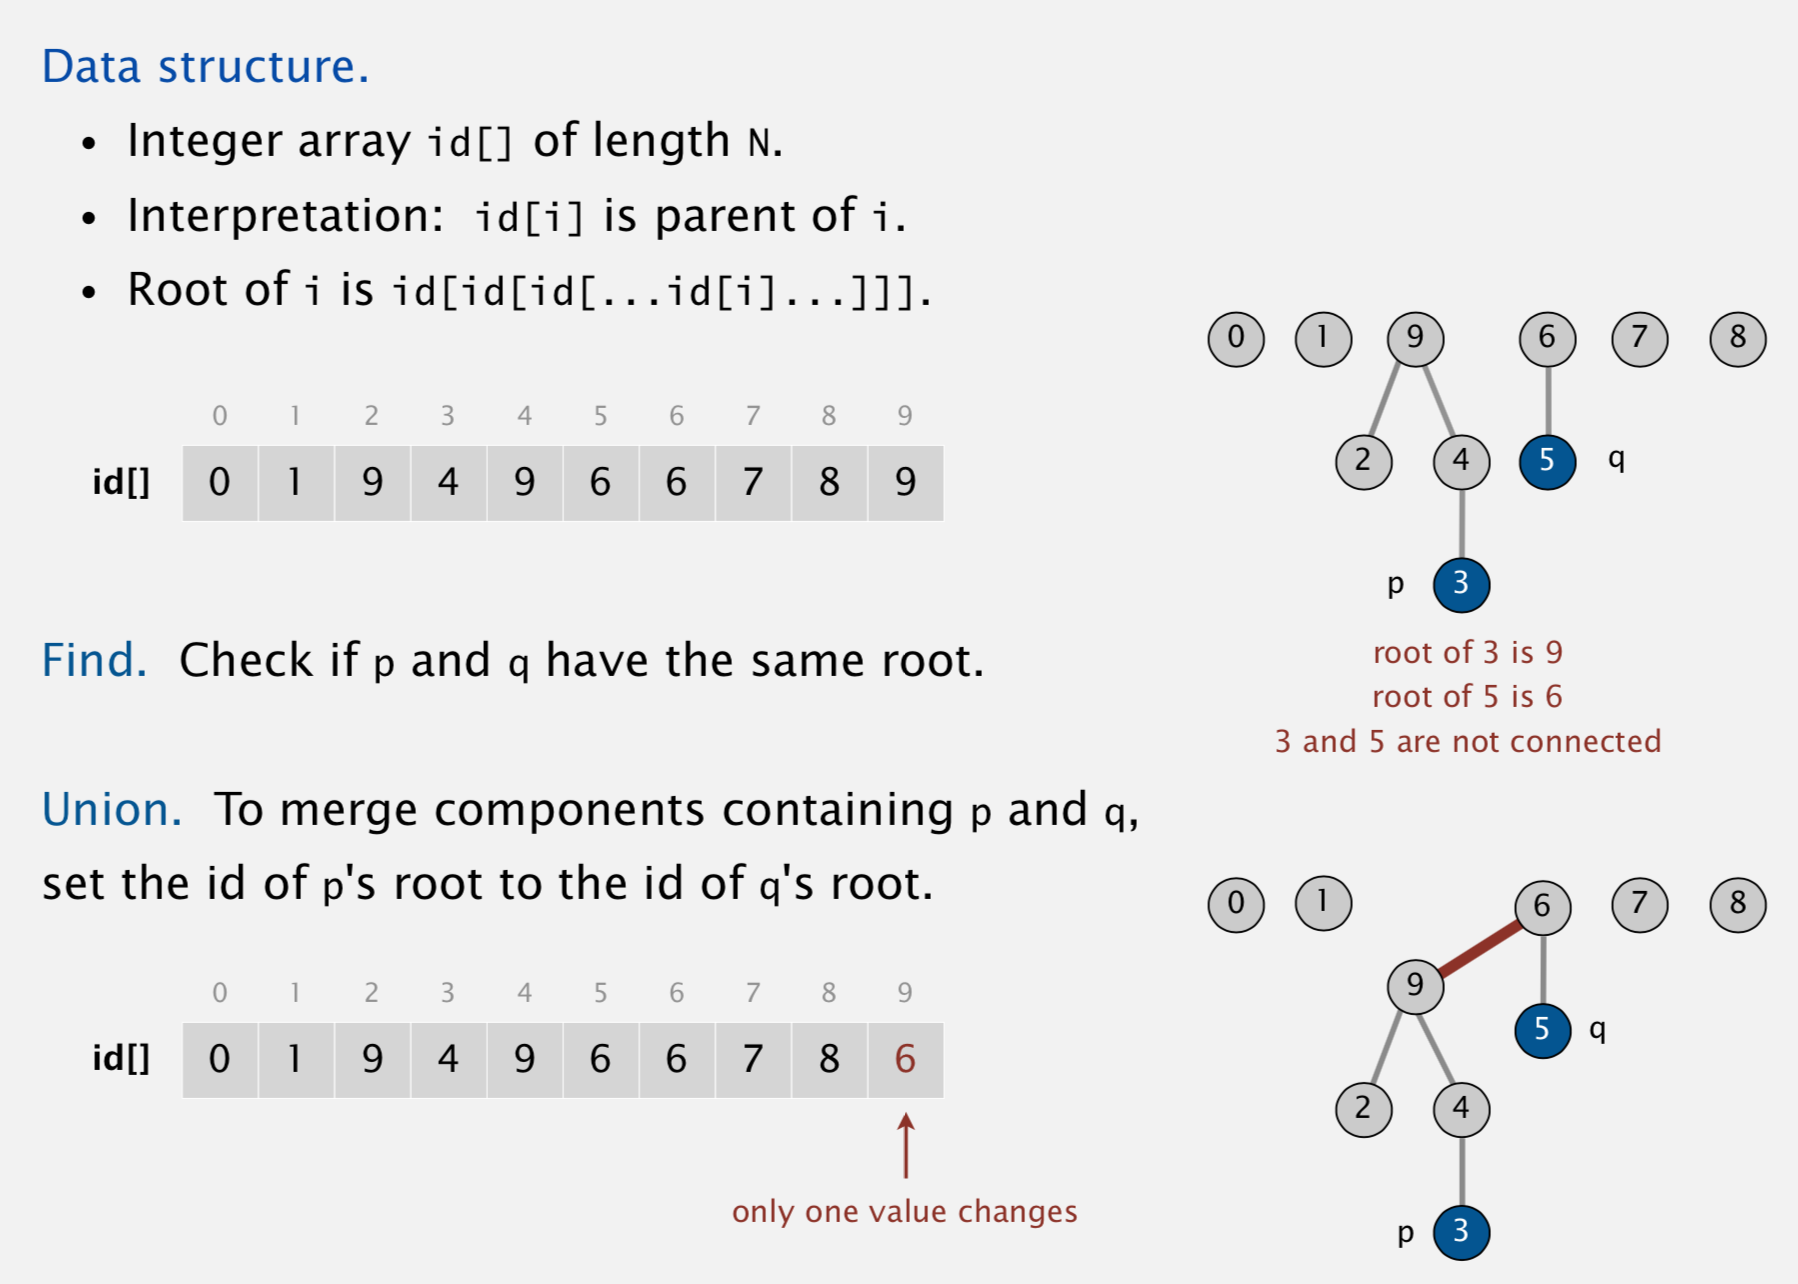 Data structure.
• Integer array id[] of length N.
• Interpretation: id[i] is parent of i.
• Root of i is id[id[id[...id[i]...]]].
0 1 2 3 4 5 6 7 8 9
id[] 0 1 9 4 9 6 6 7 8 9
0 1 9 6 7 8
2 4 5 q
p 3
root of 3 is 9
root of 5 is 6
3 and 5 are not connected
Find. Check if p and q have the same root.
Union. To merge components containing p and q,
set the id of p's root to the id of q's root.
0 1 2 3 4 5 6 7 8 9
id[] 0 1 9 4 9 6 6 7 8 6
only one value changes
0 1 6 7 8
9
5 q
2 4
p 3